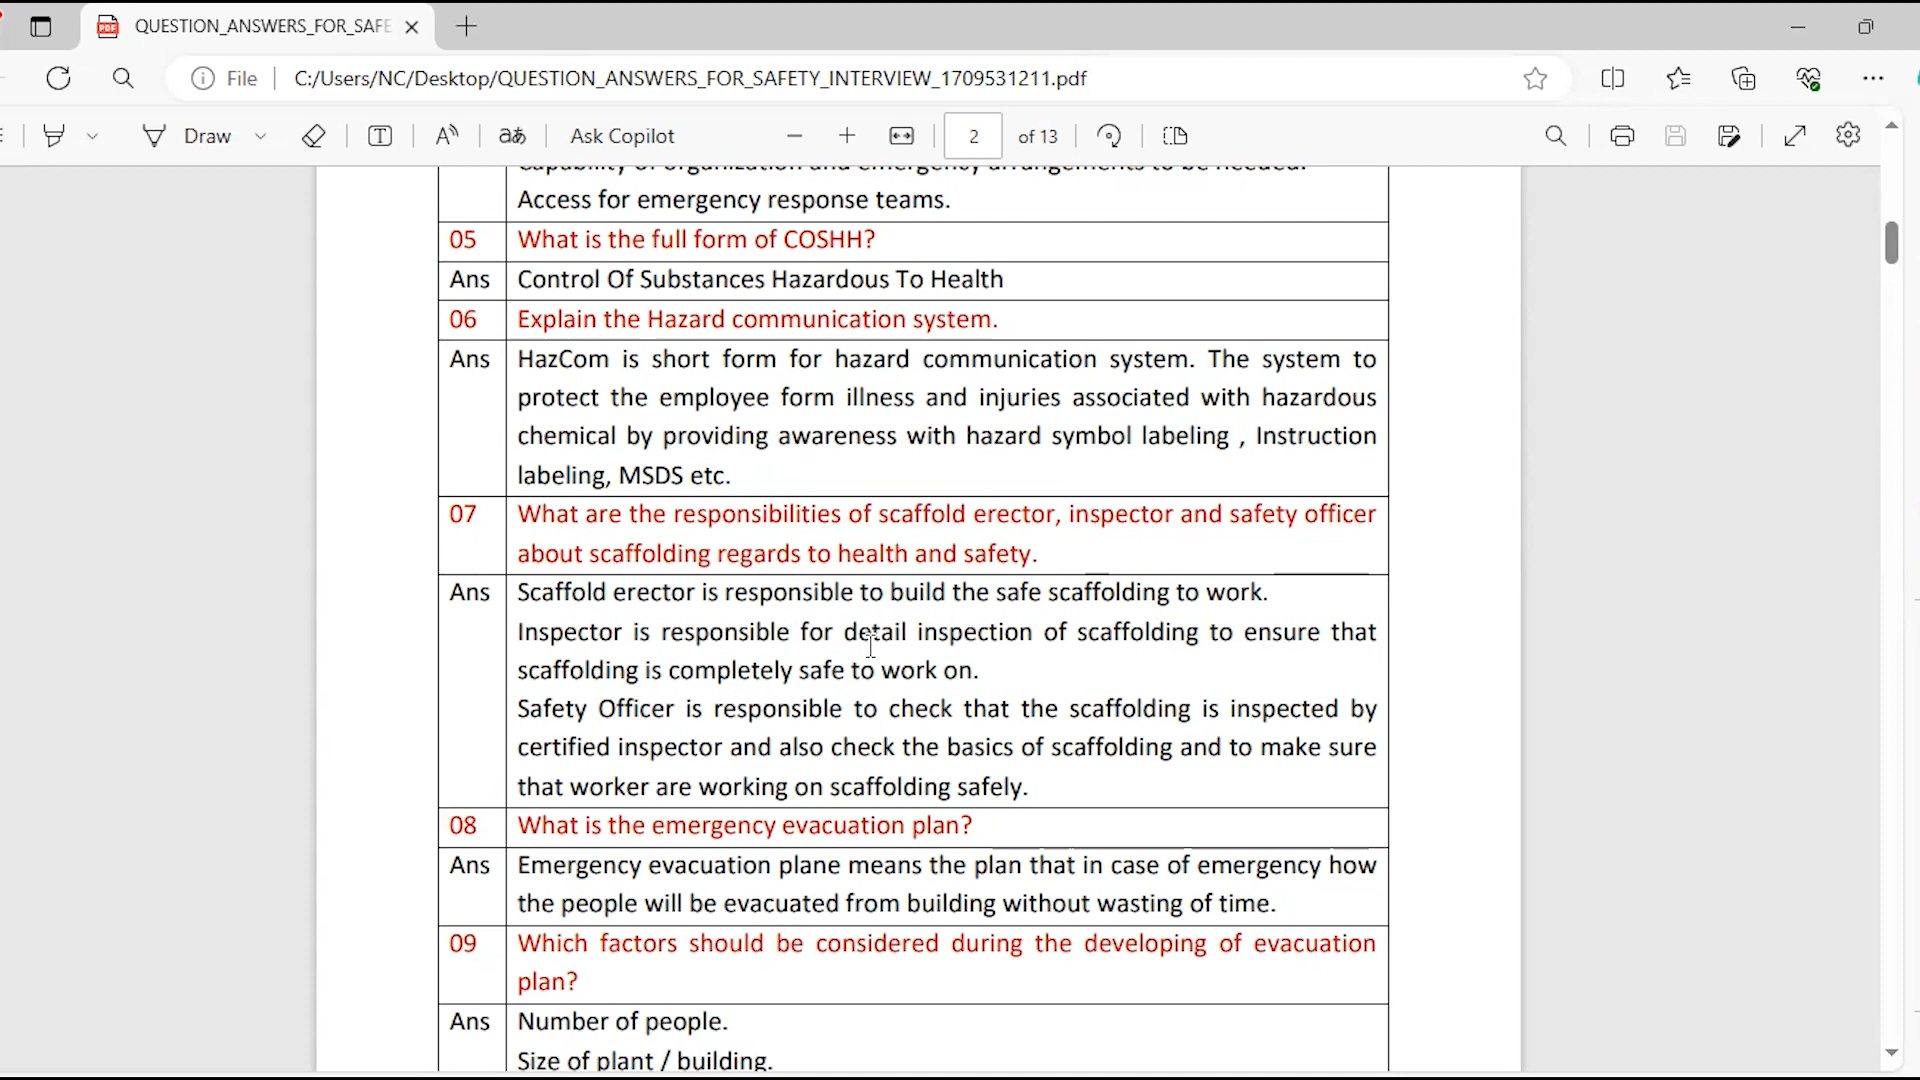 QUESTION_ANSWERS_FOR_SAFE
File
C:/Users/NC/Desktop/QUESTION_ANSWERS_FOR_SAFETY_INTERVIEW_1709531211.pdf
Draw
Ask Copilot
2 of 13
Capability of organization and emergency arrangements to be needed.
Access for emergency response teams.
05 What is the full form of COSHH?
Ans Control Of Substances Hazardous To Health
06 Explain the Hazard communication system.
Ans HazCom is short form for hazard communication system. The system to
protect the employee form illness and injuries associated with hazardous
chemical by providing awareness with hazard symbol labeling , Instruction
labeling, MSDS etc.
07 What are the responsibilities of scaffold erector, inspector and safety officer
about scaffolding regards to health and safety.
Ans Scaffold erector is responsible to build the safe scaffolding to work.
Inspector is responsible for detail inspection of scaffolding to ensure that
scaffolding is completely safe to work on.
Safety Officer is responsible to check that the scaffolding is inspected by
certified inspector and also check the basics of scaffolding and to make sure
that worker are working on scaffolding safely.
08 What is the emergency evacuation plan?
Ans Emergency evacuation plane means the plan that in case of emergency how
the people will be evacuated from building without wasting of time.
09 Which factors should be considered during the developing of evacuation
plan?
Ans Number of people.
Size of plant / building.